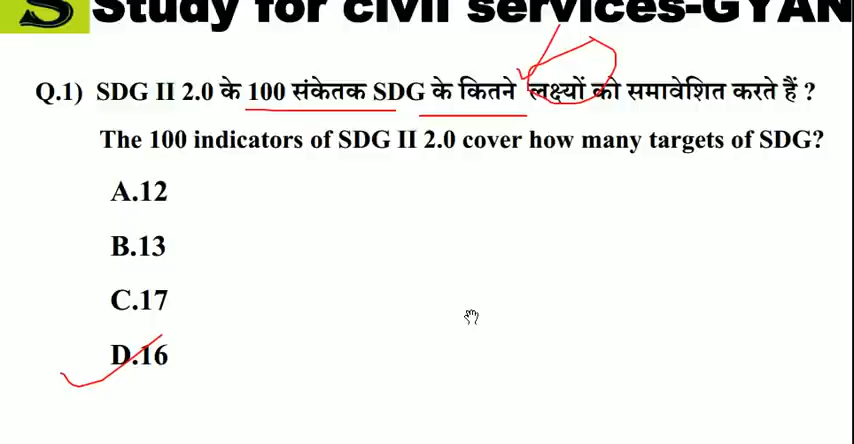 S Study for civil services-GYAN
Q.1) SDG II 2.0 के 100 संकेतक SDG के कितने लक्ष्यों को समावेशित करते हैं ?
The 100 indicators of SDG II 2.0 cover how many targets of SDG?
A.12
B.13
C.17
D.16